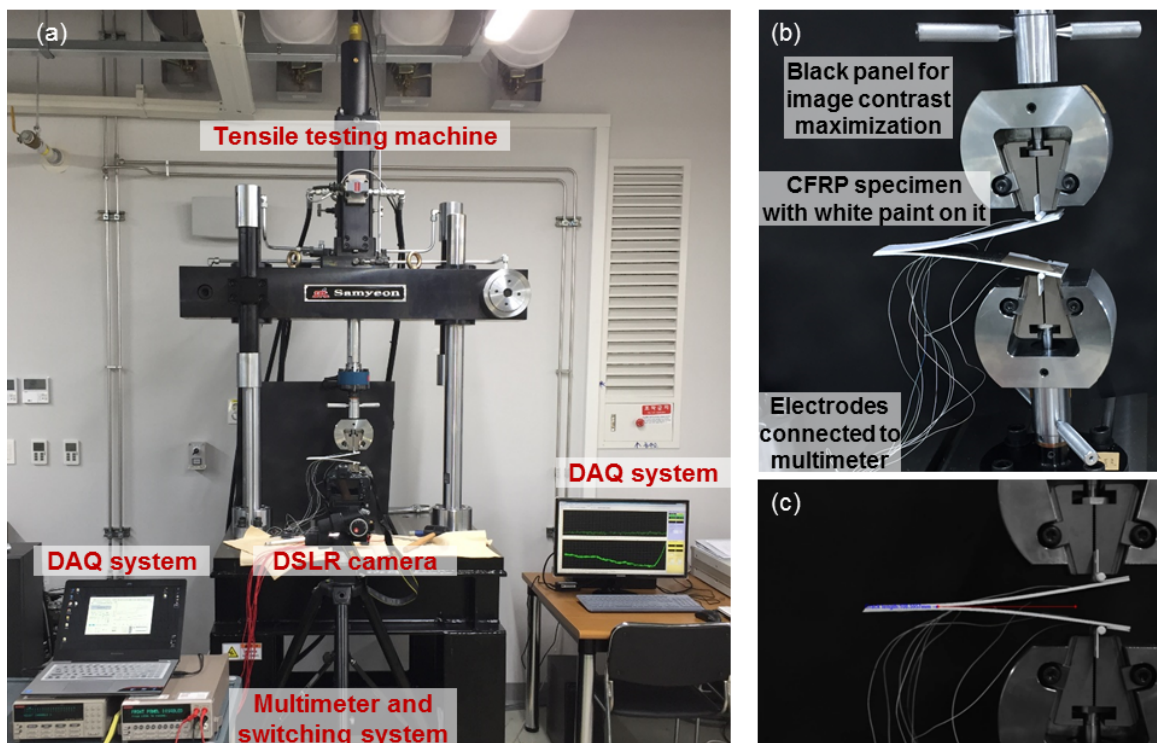 (a)
Tensile testing machine
Samyeon
DAQ system
DAQ system
DSLR camera
Multimeter and
switching system
(b)
Black panel for
image contrast
maximization
CFRP specimen
with white paint on it
Electrodes
connected to
multimeter
(c)